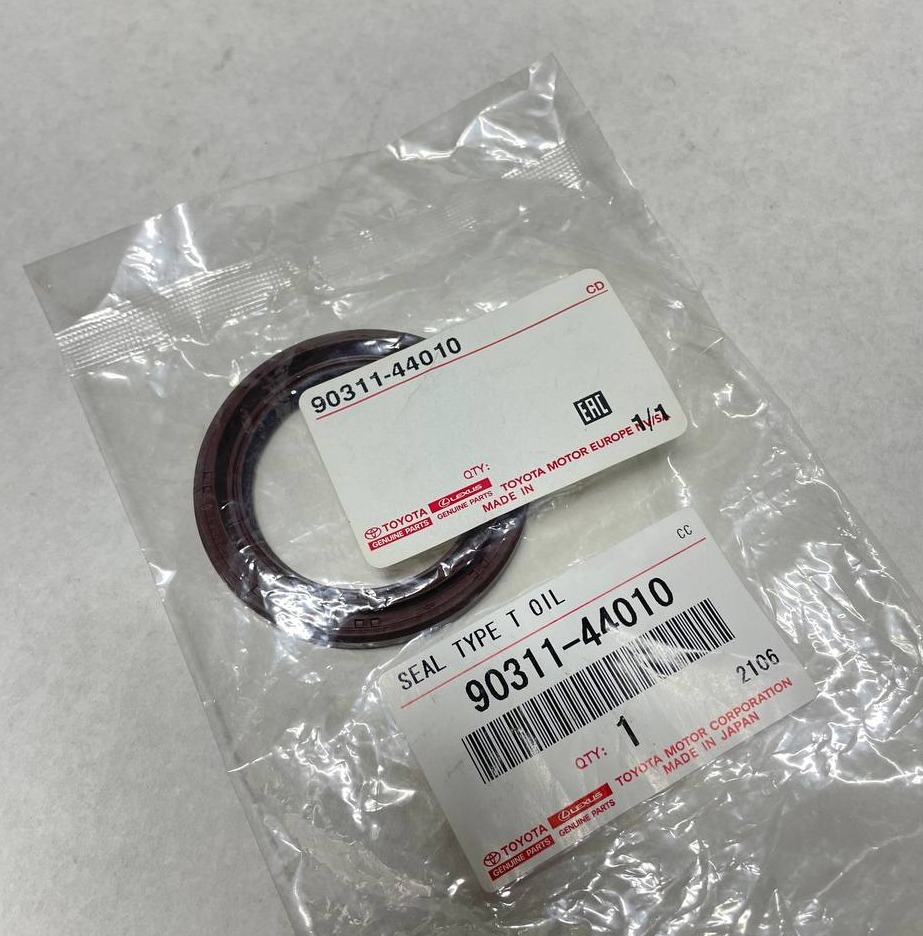 CD
90311-44010
EAC
1/1
QTY:
TOYOTA LEXUS TOYOTA MOTOR EUROPE NV/SA
GENUINE PARTS GENUINE PARTS MADE IN
CC
SEAL TYPE T OIL
90311-44010
2106
QTY: 1
TOYOTA LEXUS TOYOTA MOTOR CORPORATION
GENUINE PARTS GENUINE PARTS MADE IN JAPAN